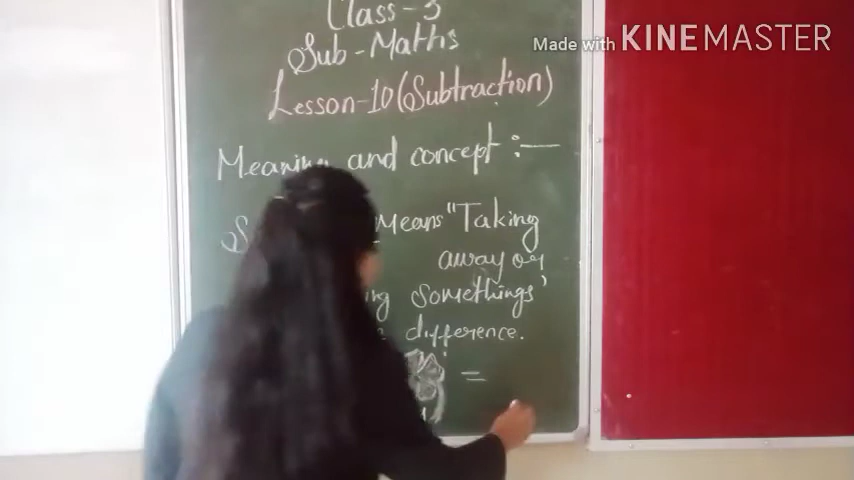 Class-3
Made with KINEMASTER
Sub-Maths
Lesson-10 (Subtraction)
Meaning and concept :—
Means "Taking
away or
Somethings"
difference.
=